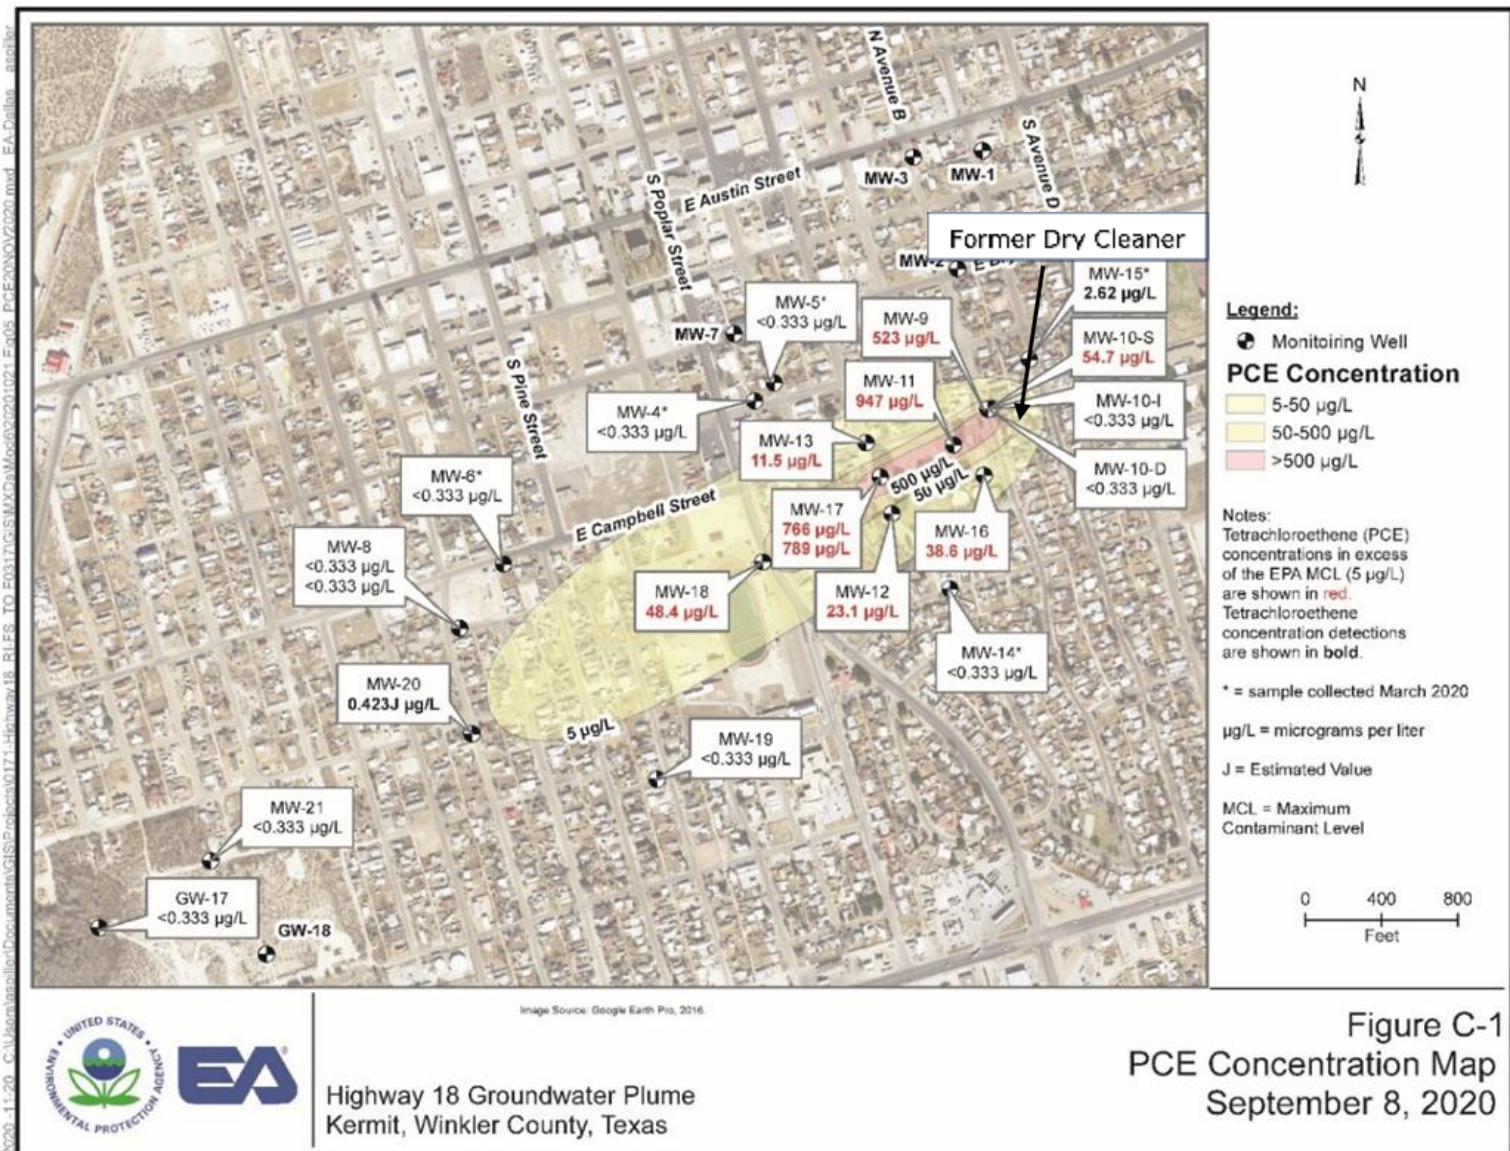 N Avenue B
S Avenue D
MW-3
MW-1
E Austin Street
S Poplar Street
Former Dry Cleaner
MW-2
MW-15*
2.62 µg/L
MW-5*
<0.333 µg/L
MW-7
MW-9
523 µg/L
MW-10-S
54.7 µg/L
MW-11
947 µg/L
MW-10-I
<0.333 µg/L
MW-4*
<0.333 µg/L
S Pine Street
MW-13
11.5 µg/L
MW-10-D
<0.333 µg/L
500 µg/L
50 µg/L
MW-6*
<0.333 µg/L
E Campbell Street
MW-17
766 µg/L
789 µg/L
MW-16
38.6 µg/L
MW-8
<0.333 µg/L
<0.333 µg/L
MW-18
48.4 µg/L
MW-12
23.1 µg/L
MW-14*
<0.333 µg/L
MW-20
0.423J µg/L
5 µg/L
MW-19
<0.333 µg/L
MW-21
<0.333 µg/L
GW-17
<0.333 µg/L
GW-18
N
Legend:
Monitoiring Well
PCE Concentration
5-50 µg/L
50-500 µg/L
>500 µg/L
Notes:
Tetrachloroethene (PCE)
concentrations in excess
of the EPA MCL (5 µg/L)
are shown in red.
Tetrachloroethene
concentration detections
are shown in bold.
* = sample collected March 2020
µg/L = micrograms per liter
J = Estimated Value
MCL = Maximum
Contaminant Level
0 400 800
Feet
Image Source: Google Earth Pro, 2016.
UNITED STATES
ENVIRONMENTAL PROTECTION AGENCY
EA®
Highway 18 Groundwater Plume
Kermit, Winkler County, Texas
Figure C-1
PCE Concentration Map
September 8, 2020